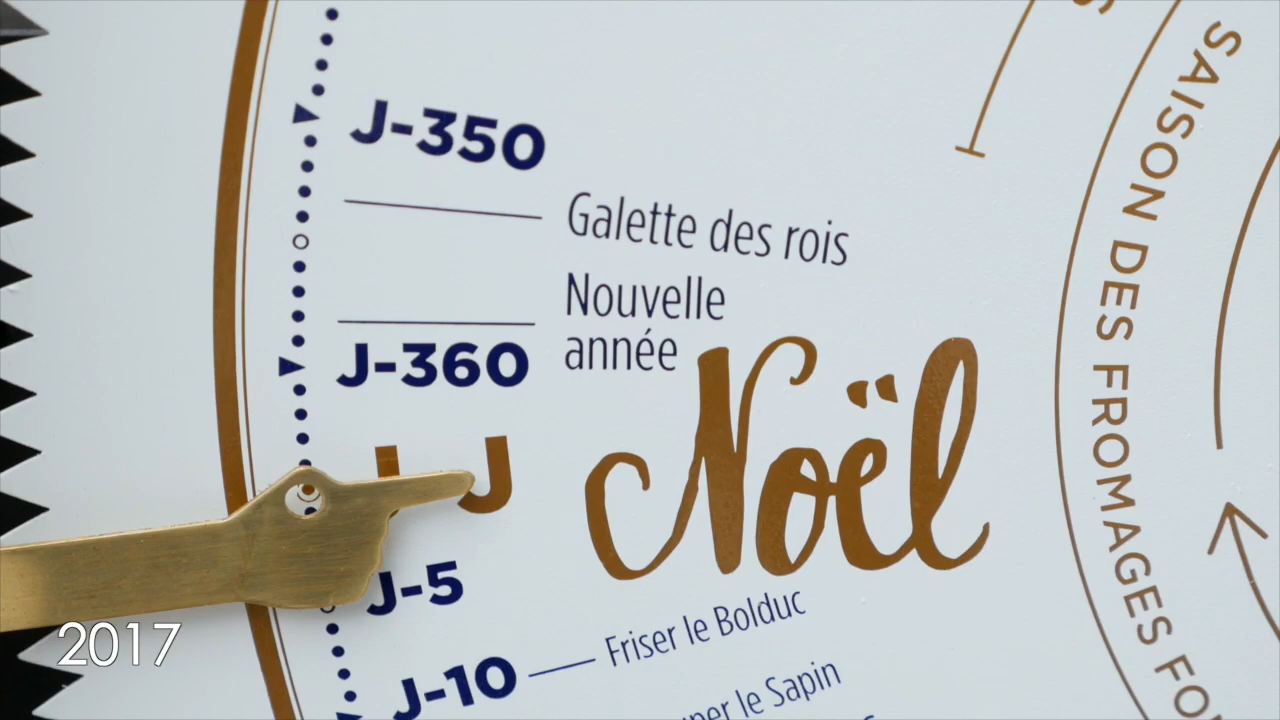 J-350
Galette des rois
Nouvelle
année
J-360
J
Noël
J-5
J-10
Friser le Bolduc
le Sapin
SAISON DES FROMAGES
2017